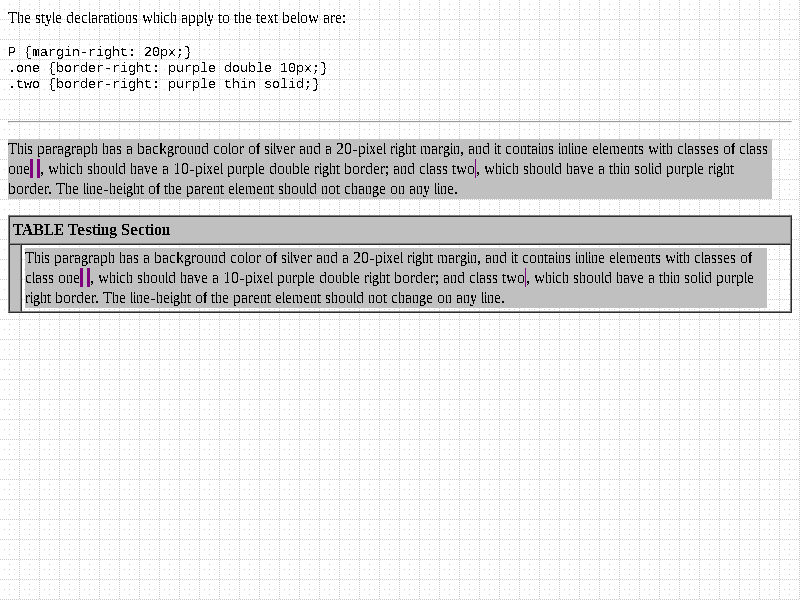 The style declarations which apply to the text below are:
P {margin-right: 20px;}
.one {border-right: purple double 10px;}
.two {border-right: purple thin solid;}
This paragraph has a background color of silver and a 20-pixel right margin, and it contains inline elements with classes of class
one, which should have a 10-pixel purple double right border; and class two, which should have a thin solid purple right
border. The line-height of the parent element should not change on any line.
TABLE Testing Section
This paragraph has a background color of silver and a 20-pixel right margin, and it contains inline elements with classes of
class one, which should have a 10-pixel purple double right border; and class two, which should have a thin solid purple
right border. The line-height of the parent element should not change on any line.